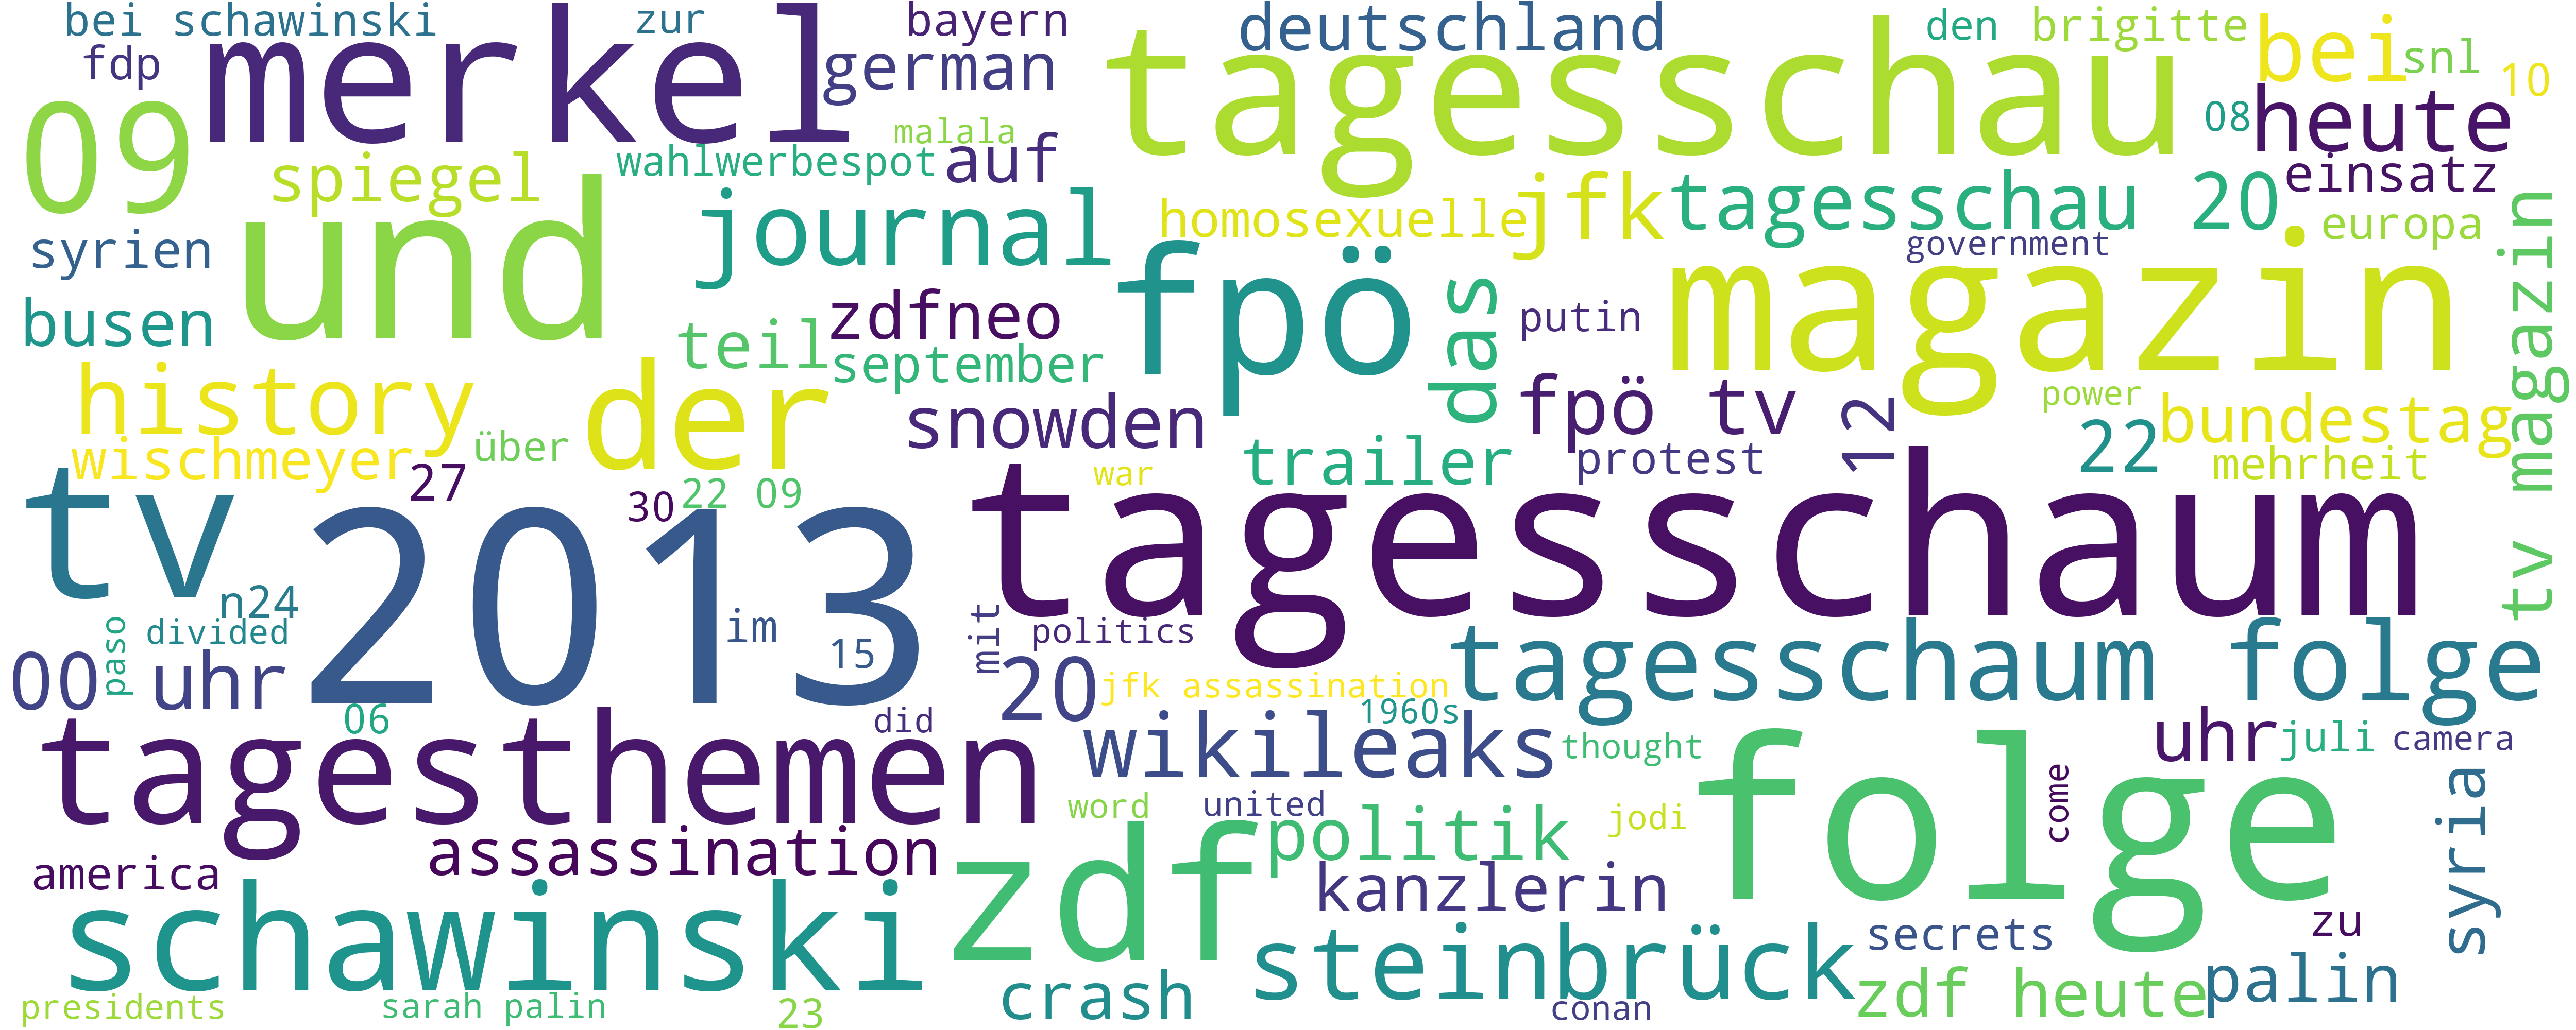 bei schawinski
zur
bayern
deutschland
den
brigitte
bei
snl
10
fdp
merkel
german
tagesschau
08
heute
09
malala
wahlwerbespot
auf
spiegel
einsatz
und
journal
homosexuelle
jfk
tagesschau 20
europa
syrien
government
busen
zdfneo
fpö
das
putin
magazin
tv magazin
teil
september
history
der
snowden
fpö tv
12
power
22
bundestag
wischmeyer
über
27
trailer
protest
mehrheit
war
30
22 09
tv
2013
tagesschaum
n24
divided
paso
im
15
mit
politics
00
uhr
20
jfk assassination
tagesschaum folge
06
did
1960s
tagesthemen
wikileaks
thought
uhr
juli
camera
word
united
politik
jodi
folge
come
syria
america
assassination
zdf
kanzlerin
schawinski
steinbrück
secrets
zu
presidents
sarah palin
23
crash
conan
zdf heute
palin